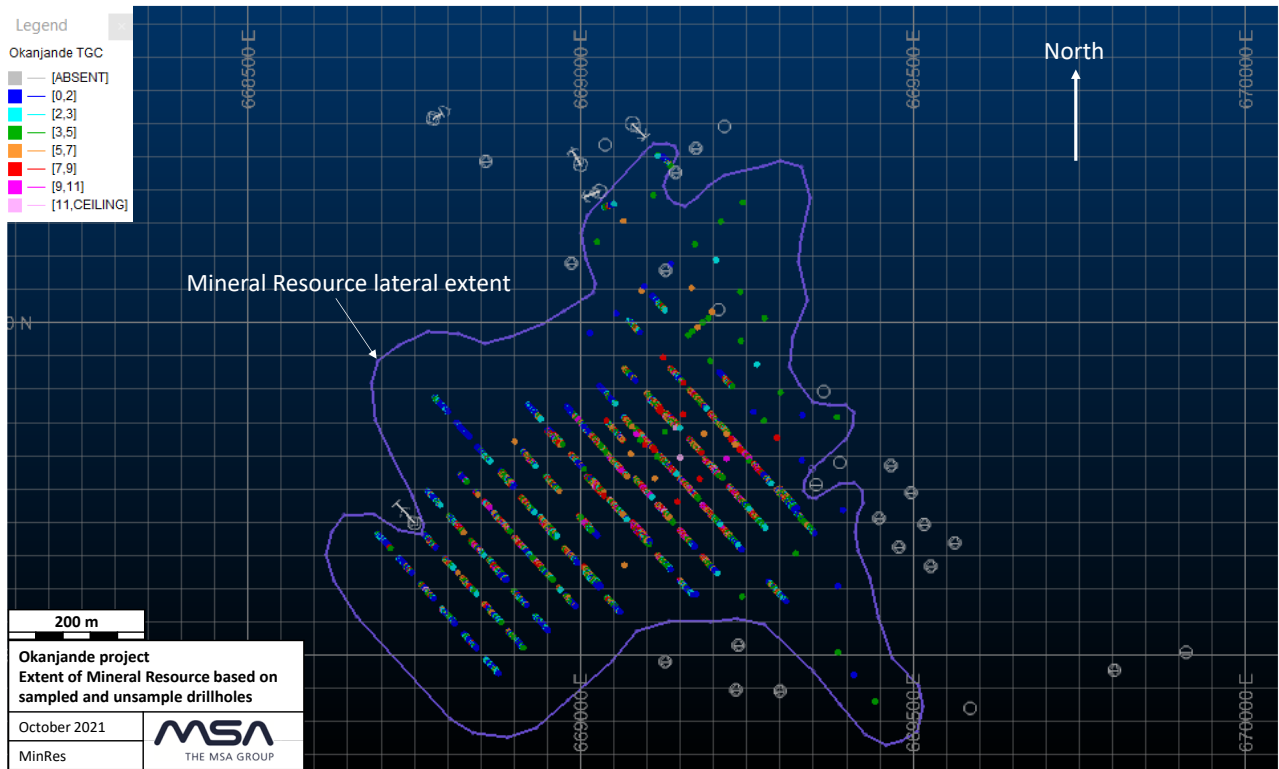 Legend
×
Okanjande TGC
[ABSENT]
[0,2]
[2,3]
[3,5]
[5,7]
[7,9]
[9,11]
[11,CEILING]
668500 E
669000 E
669500 E
670000 E
North
Mineral Resource lateral extent
0 N
200 m
Okanjande project
Extent of Mineral Resource based on
sampled and unsample drillholes
October 2021
MinRes
MSA
THE MSA GROUP
669000 E
669500 E
670000 E